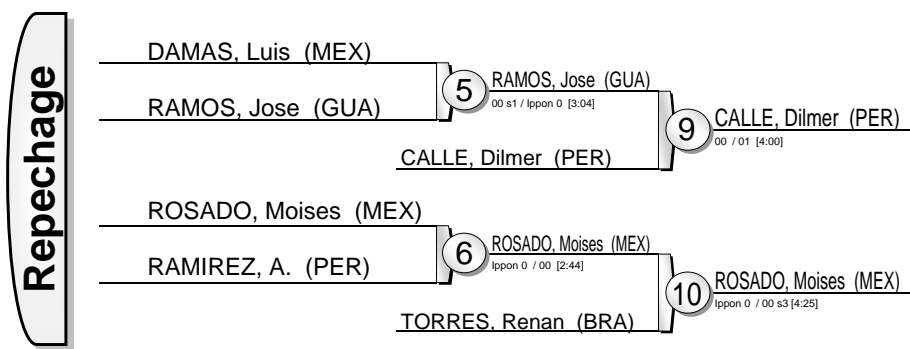 Repechage
DAMAS, Luis (MEX)
RAMOS, Jose (GUA)
5
RAMOS, Jose (GUA)
00 s1 / Ippon 0 [3:04]
CALLE, Dilmer (PER)
9
CALLE, Dilmer (PER)
00 / 01 [4:00]
ROSADO, Moises (MEX)
RAMIREZ, A. (PER)
6
ROSADO, Moises (MEX)
Ippon 0 / 00 [2:44]
TORRES, Renan (BRA)
10
ROSADO, Moises (MEX)
Ippon 0 / 00 s3 [4:25]